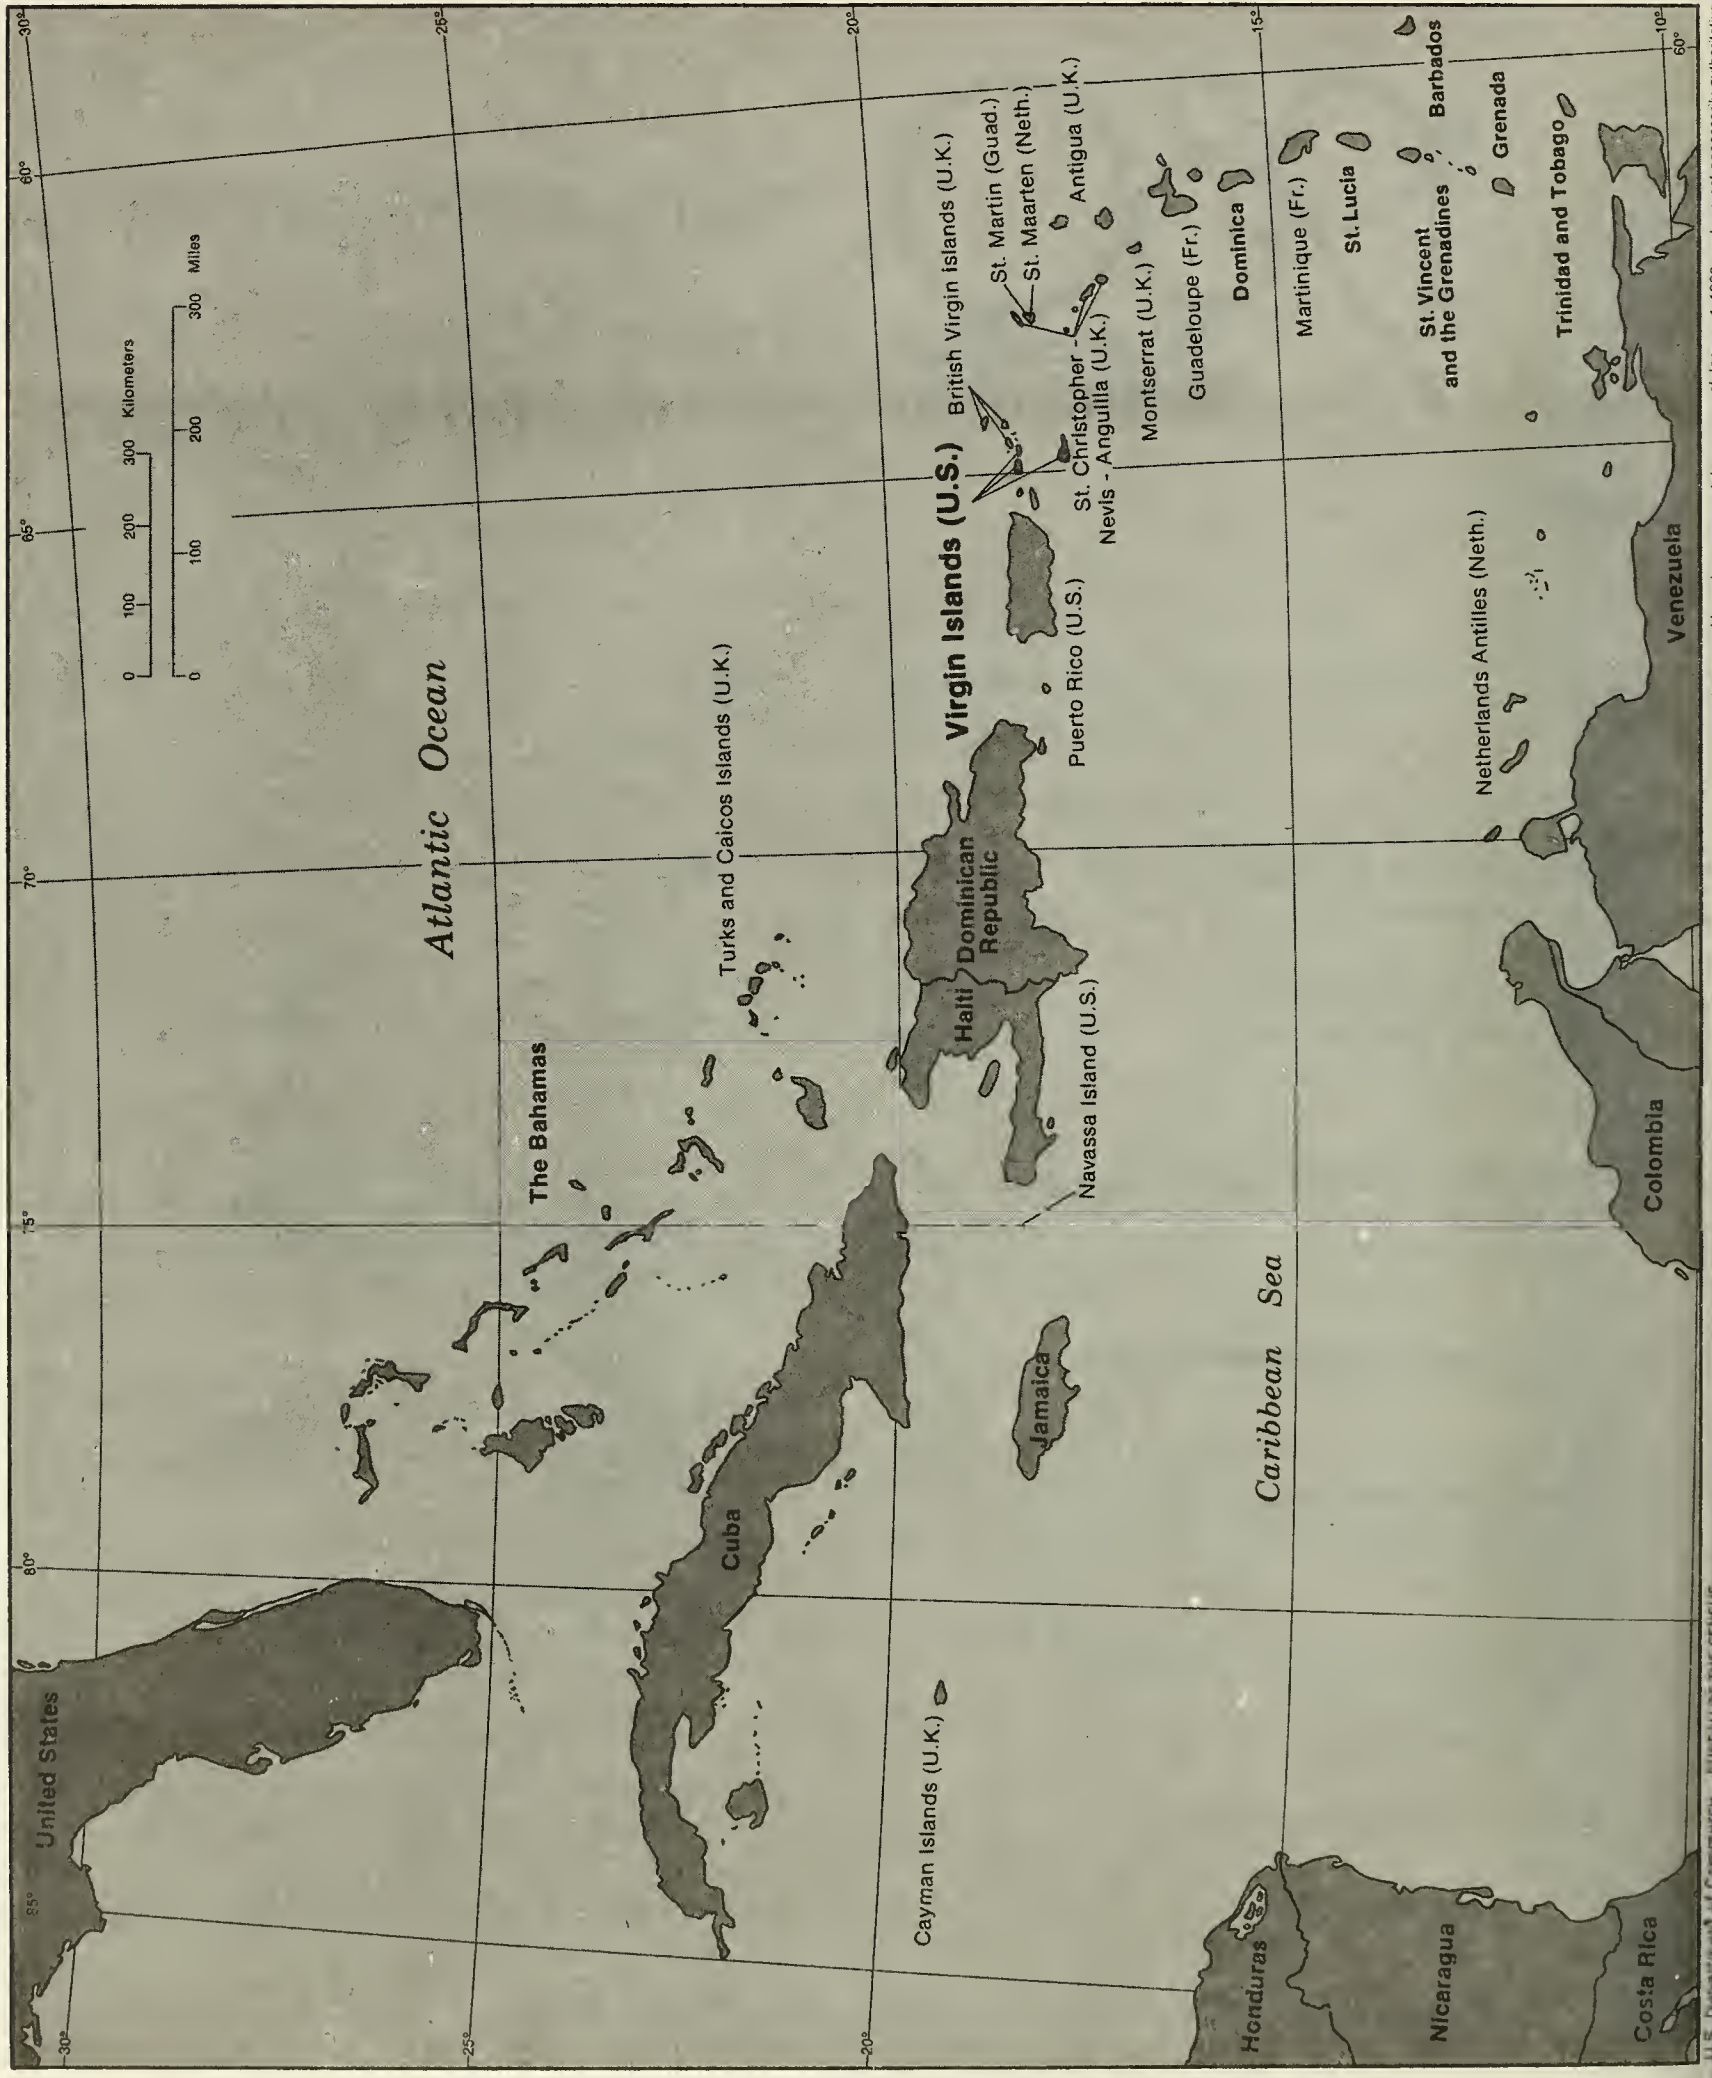 30°
25°
20°
15°
10°
60°
60°
65°
70°
75°
80°
85°
30°
25°
20°
0 100 200 300 Kilometers
0 100 200 300 Miles
Atlantic Ocean
United States
The Bahamas
Turks and Caicos Islands (U.K.)
Cuba
Cayman Islands (U.K.)
Jamaica
Navassa Island (U.S.)
Haiti
Dominican
Republic
Puerto Rico (U.S.)
Virgin Islands (U.S.)
British Virgin islands (U.K.)
St. Martin (Guad.)
St. Maarten (Neth.)
Antigua (U.K.)
St. Christopher -
Nevis - Anguilla (U.K.)
Montserrat (U.K.)
Guadeloupe (Fr.)
Dominica
Martinique (Fr.)
St. Lucia
St. Vincent
and the Grenadines
Barbados
Grenada
Trinidad and Tobago
Netherlands Antilles (Neth.)
Caribbean Sea
Venezuela
Colombia
Honduras
Nicaragua
Costa Rica